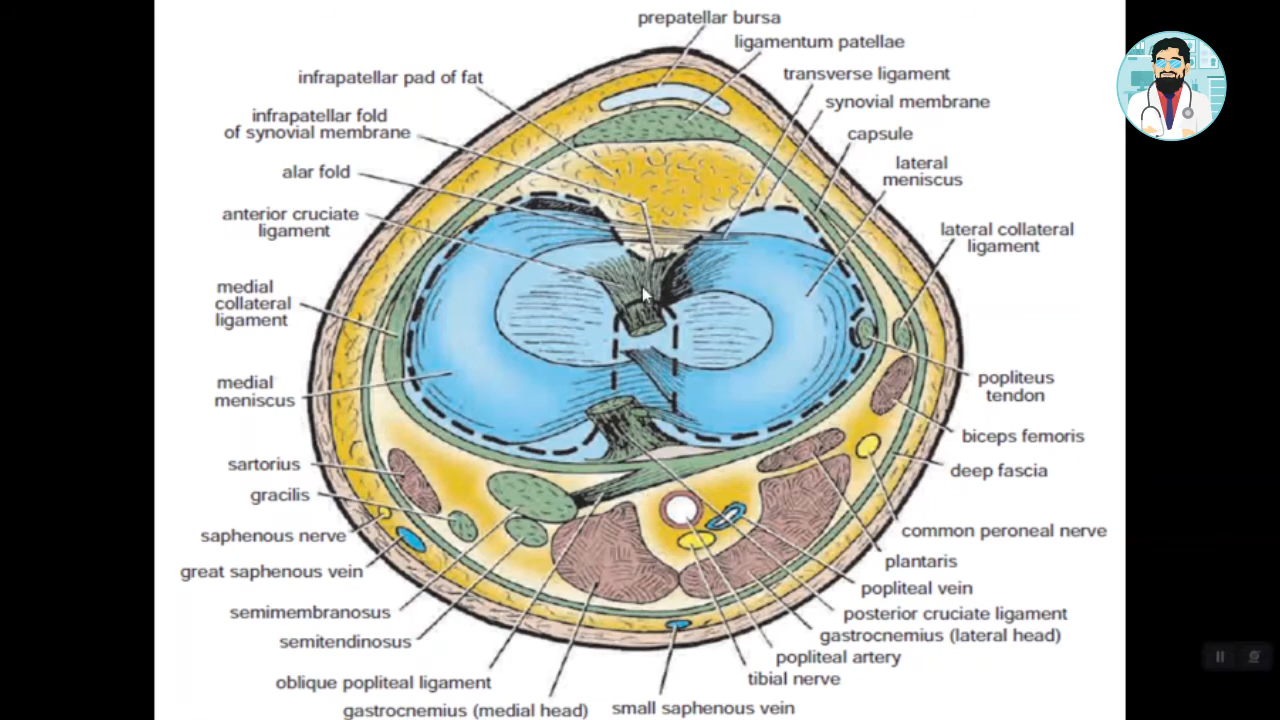 prepatellar bursa
ligamentum patellae
infrapatellar pad of fat
transverse ligament
synovial membrane
infrapatellar fold
of synovial membrane
capsule
alar fold
lateral
meniscus
anterior cruciate
ligament
lateral collateral
ligament
medial
collateral
ligament
medial
meniscus
popliteus
tendon
biceps femoris
sartorius
deep fascia
gracilis
saphenous nerve
common peroneal nerve
great saphenous vein
plantaris
popliteal vein
semimembranosus
posterior cruciate ligament
semitendinosus
gastrocnemius (lateral head)
popliteal artery
oblique popliteal ligament
tibial nerve
gastrocnemius (medial head)
small saphenous vein